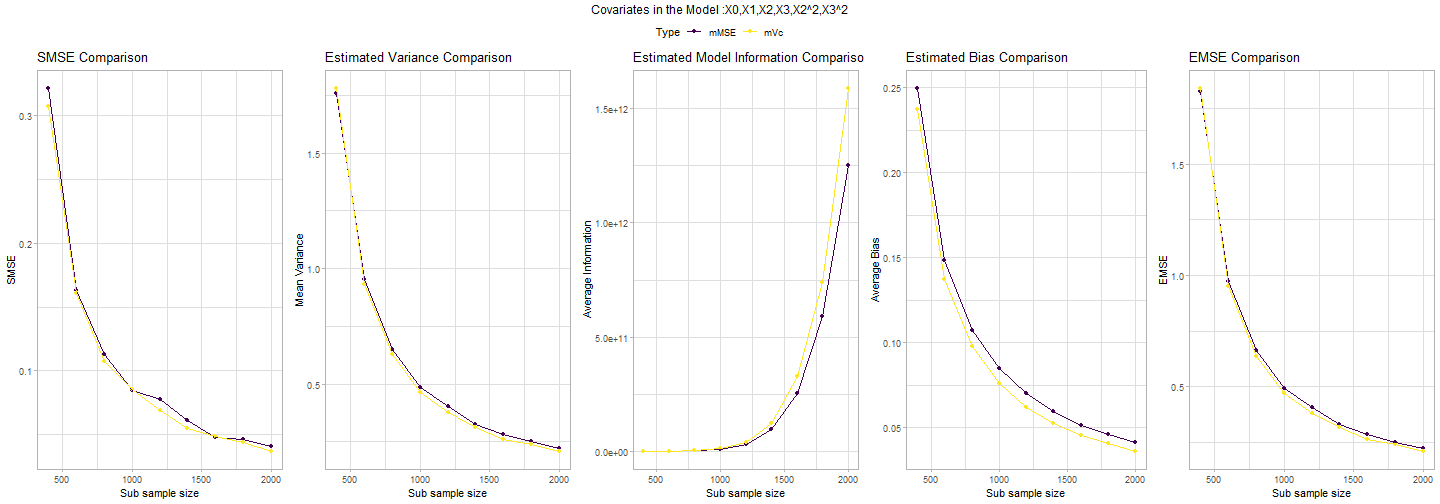 Covariates in the Model :X0,X1,X2,X3,X2^2,X3^2
Type mMSE mVc
SMSE Comparison
SMSE
0.3
0.2
0.1
500 1000 1500 2000
Sub sample size
Estimated Variance Comparison
Mean Variance
1.5
1.0
0.5
500 1000 1500 2000
Sub sample size
Estimated Model Information Compariso
Average Information
1.5e+12
1.0e+12
5.0e+11
0.0e+00
500 1000 1500 2000
Sub sample size
Estimated Bias Comparison
Average Bias
0.25
0.20
0.15
0.10
0.05
500 1000 1500 2000
Sub sample size
EMSE Comparison
EMSE
1.5
1.0
0.5
500 1000 1500 2000
Sub sample size